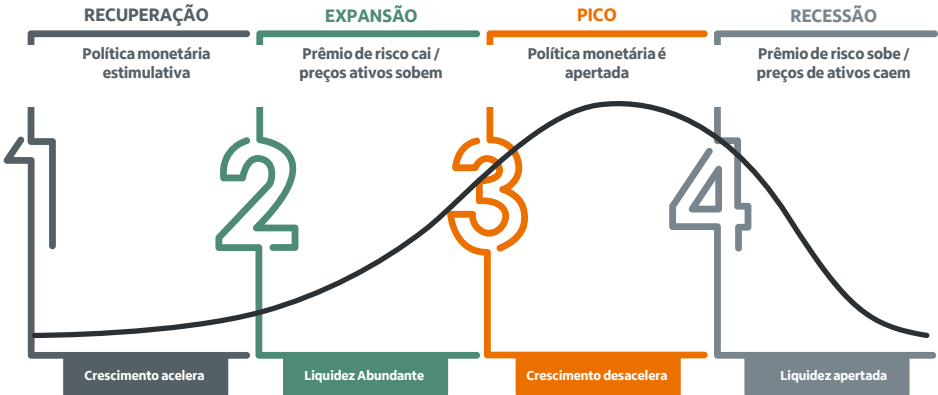 RECUPERAÇÃO
Política monetária
estimulativa
1
Crescimento acelera
EXPANSÃO
Prêmio de risco cai /
preços ativos sobem
2
Liquidez Abundante
PICO
Política monetária é
apertada
3
Crescimento desacelera
RECESSÃO
Prêmio de risco sobe /
preços de ativos caem
4
Liquidez apertada